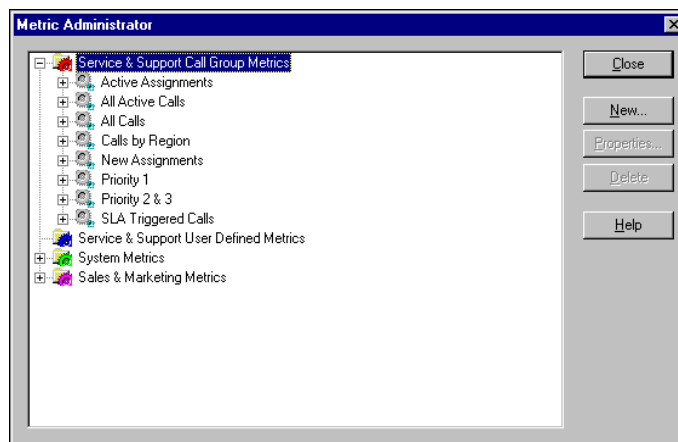 Metric Administrator
Service & Support Call Group Metrics
Active Assignments
All Active Calls
All Calls
Calls by Region
New Assignments
Priority 1
Priority 2 & 3
SLA Triggered Calls
Service & Support User Defined Metrics
System Metrics
Sales & Marketing Metrics
Close
New...
Properties...
Delete
Help